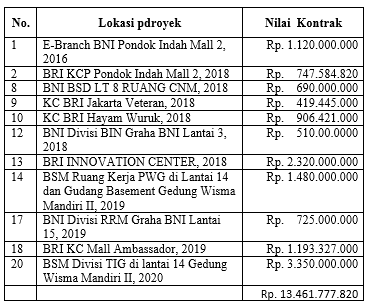 No. Lokasi pdroyek Nilai Kontrak
1 E-Branch BNI Pondok Indah Mall 2, Rp. 1.120.000.000
2016
2 BRI KCP Pondok Indah Mall 2, 2018 Rp. 747.584.820
8 BNI BSD LT 8 RUANG CNM, 2018 Rp. 690.000.000
9 KC BRI Jakarta Veteran, 2018 Rp. 419.445.000
10 KC BRI Hayam Wuruk, 2018 Rp. 906.421.000
12 BNI Divisi BIN Graha BNI Lantai 3, Rp. 510.00.0000
2018
13 BRI INNOVATION CENTER, 2018 Rp. 2.320.000.000
14 BSM Ruang Kerja PWG di Lantai 14 Rp. 1.480.000.000
dan Gudang Basement Gedung Wisma
Mandiri II, 2019
17 BNI Divisi RRM Graha BNI Lantai Rp. 725.000.000
15, 2019
18 BRI KC Mall Ambassador, 2019 Rp. 1.193.327.000
20 BSM Divisi TIG di lantai 14 Gedung Rp. 3.350.000.000
Wisma Mandiri II, 2020
Rp. 13.461.777.820